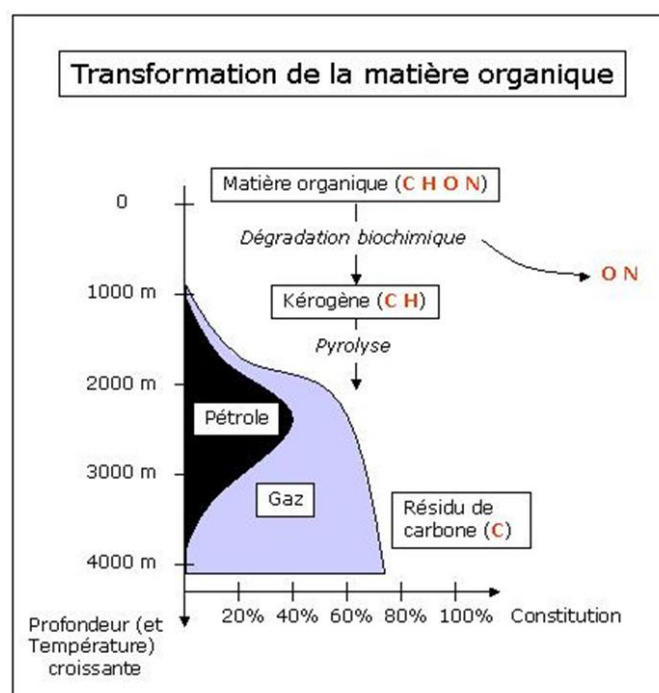 Transformation de la matière organique
Matière organique (C H O N)
0
Dégradation biochimique
O N
1000 m
Kérogène (C H)
Pyrolyse
2000 m
Pétrole
3000 m
Gaz
Résidu de
carbone (C)
4000 m
20% 40% 60% 80% 100% Constitution
Profondeur (et
Température)
croissante